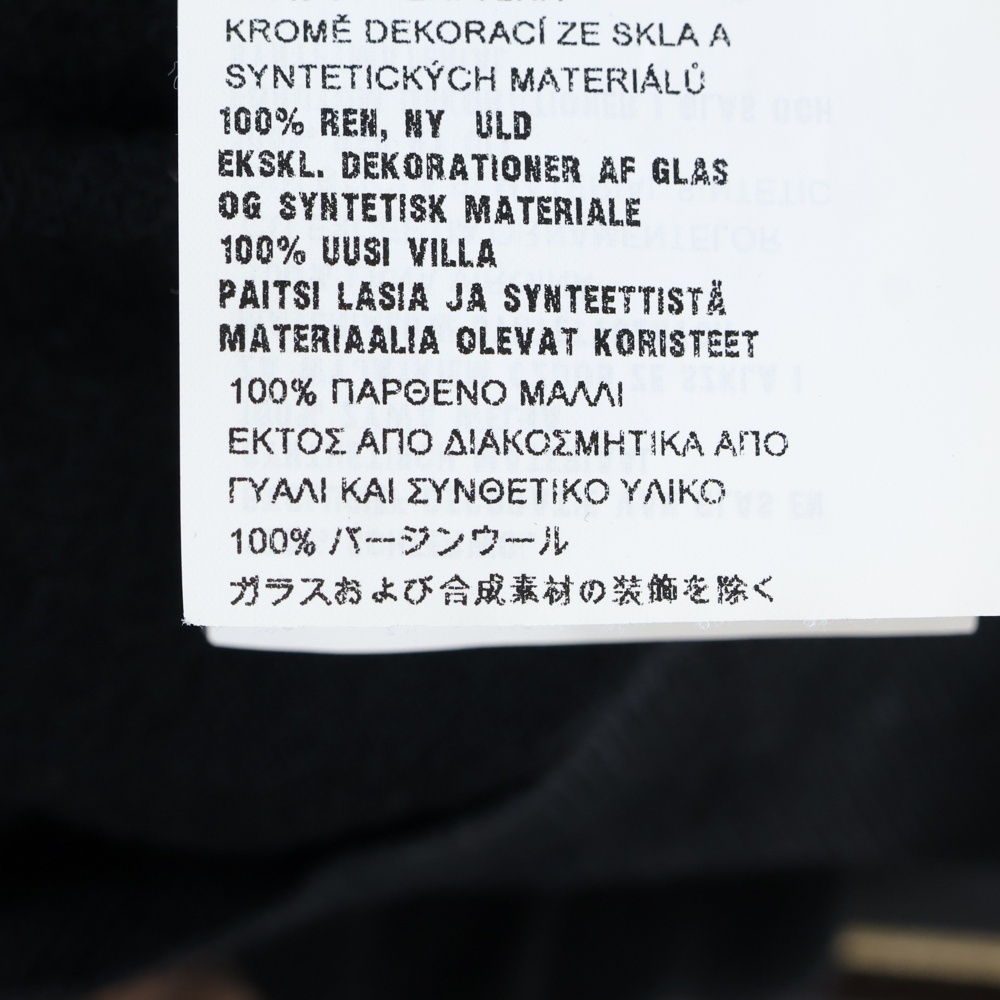 KROMĚ DEKORACÍ ZE SKLA A
SYNTETICKÝCH MATERIÁLŮ
100% REN, NY ULD
EKSKL. DEKORATIONER AF GLAS
OG SYNTETISK MATERIALE
100% UUSI VILLA
PAITSI LASIA JA SYNTEETTISTÄ
MATERIAALIA OLEVAT KORISTEET
100% ΠΑΡΘΕΝΟ ΜΑΛΛΙ
ΕΚΤΟΣ ΑΠΟ ΔΙΑΚΟΣΜΗΤΙΚΑ ΑΠΟ
ΓΥΑΛΙ ΚΑΙ ΣΥΝΘΕΤΙΚΟ ΥΛΙΚΟ
100% バージンウール
ガラスおよび合成素材の装飾を除く